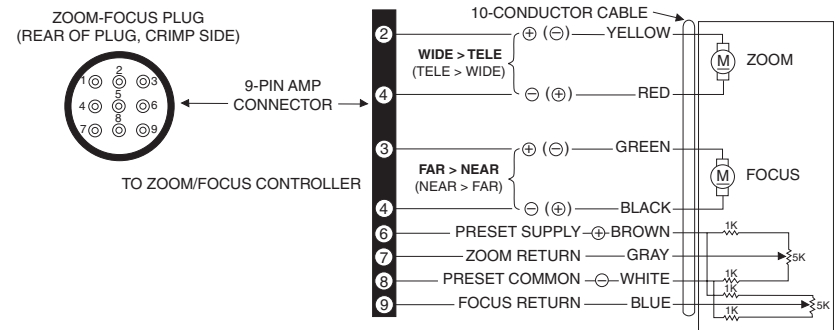 ZOOM-FOCUS PLUG
(REAR OF PLUG, CRIMP SIDE)
1 2 3
4 5 6
7 8 9
9-PIN AMP
CONNECTOR
TO ZOOM/FOCUS CONTROLLER
10-CONDUCTOR CABLE
2 + (−) YELLOW
WIDE > TELE
(TELE > WIDE)
M ZOOM
4 − (+) RED
3 + (−) GREEN
FAR > NEAR
(NEAR > FAR)
M FOCUS
4 − (+) BLACK
6 PRESET SUPPLY + BROWN 1K
7 ZOOM RETURN GRAY 5K
8 PRESET COMMON − WHITE 1K
1K
9 FOCUS RETURN BLUE 5K
1K